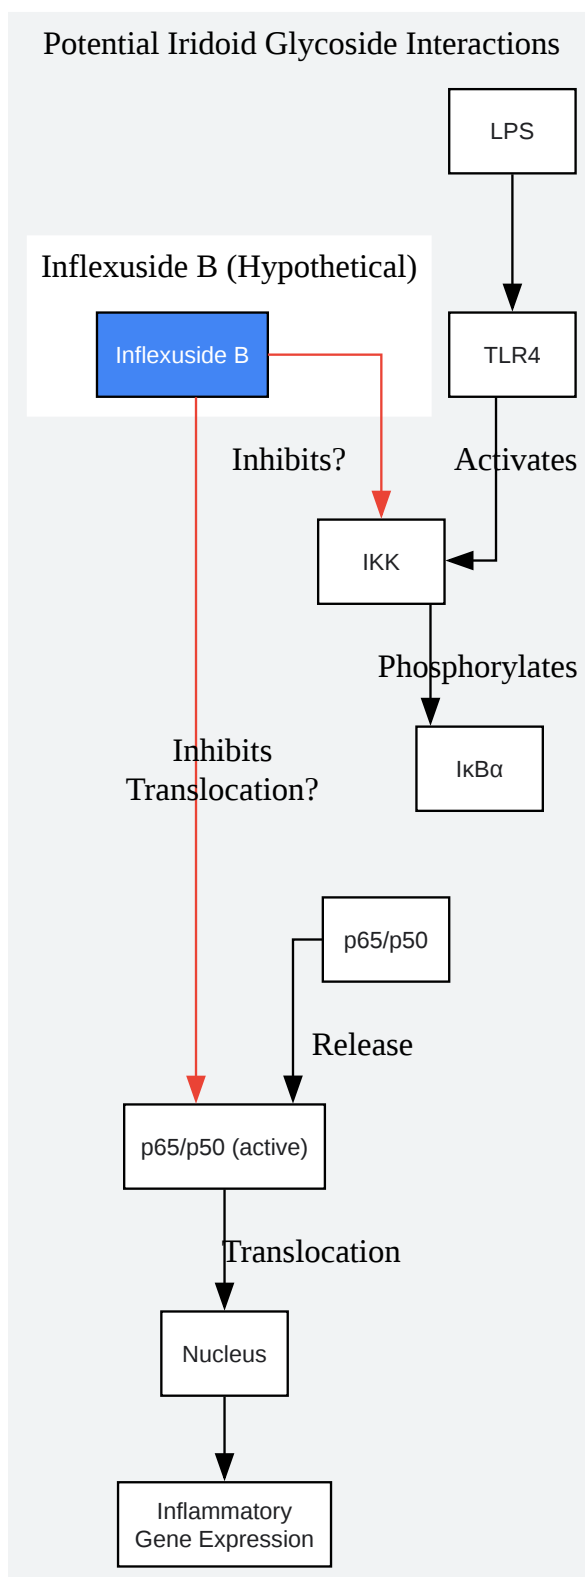 Potential Iridoid Glycoside Interactions
LPS
Inflexuside B (Hypothetical)
Inflexuside B
TLR4
Inhibits?
Activates
IKK
Phosphorylates
Inhibits
Translocation?
IκBα
p65/p50
Release
p65/p50 (active)
Translocation
Nucleus
Inflammatory
Gene Expression